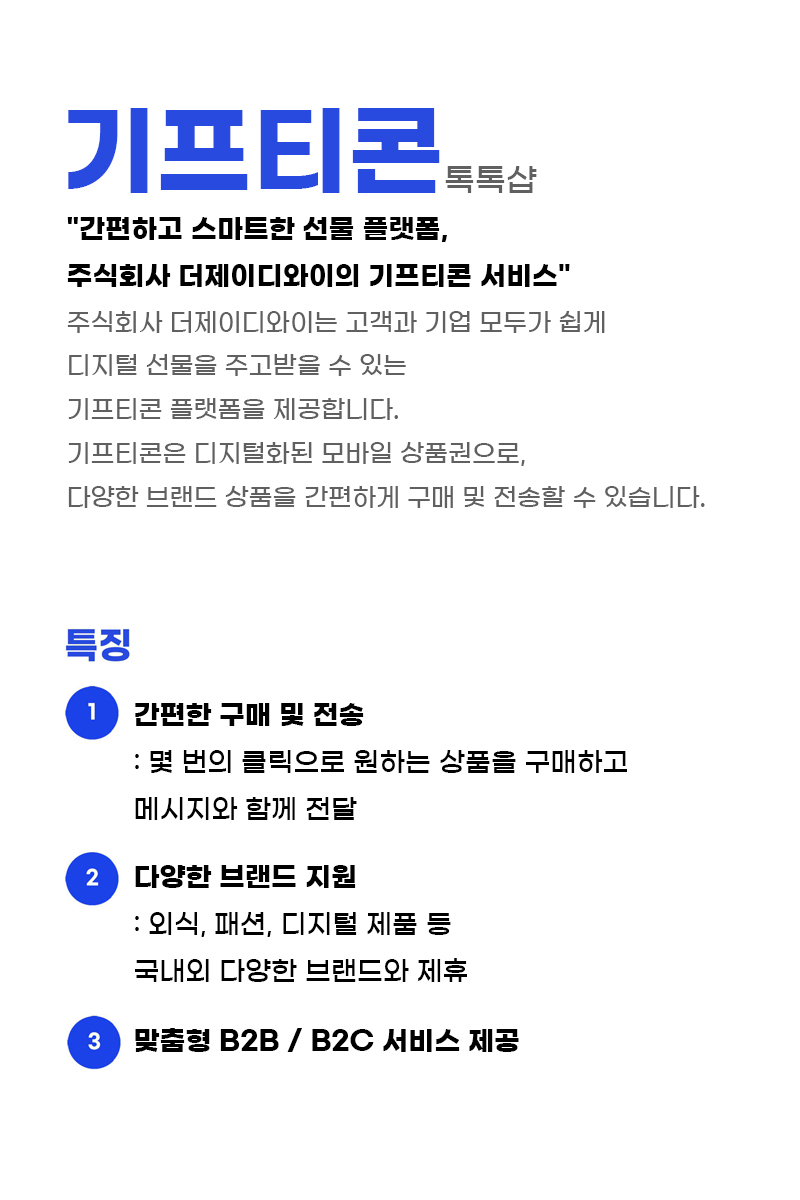 기프티콘 톡톡샵
"간편하고 스마트한 선물 플랫폼,
주식회사 더제이디와이의 기프티콘 서비스"
주식회사 더제이디와이는 고객과 기업 모두가 쉽게
디지털 선물을 주고받을 수 있는
기프티콘 플랫폼을 제공합니다.
기프티콘은 디지털화된 모바일 상품권으로,
다양한 브랜드 상품을 간편하게 구매 및 전송할 수 있습니다.
특징
1 간편한 구매 및 전송
: 몇 번의 클릭으로 원하는 상품을 구매하고
메시지와 함께 전달
2 다양한 브랜드 지원
: 외식, 패션, 디지털 제품 등
국내외 다양한 브랜드와 제휴
3 맞춤형 B2B / B2C 서비스 제공